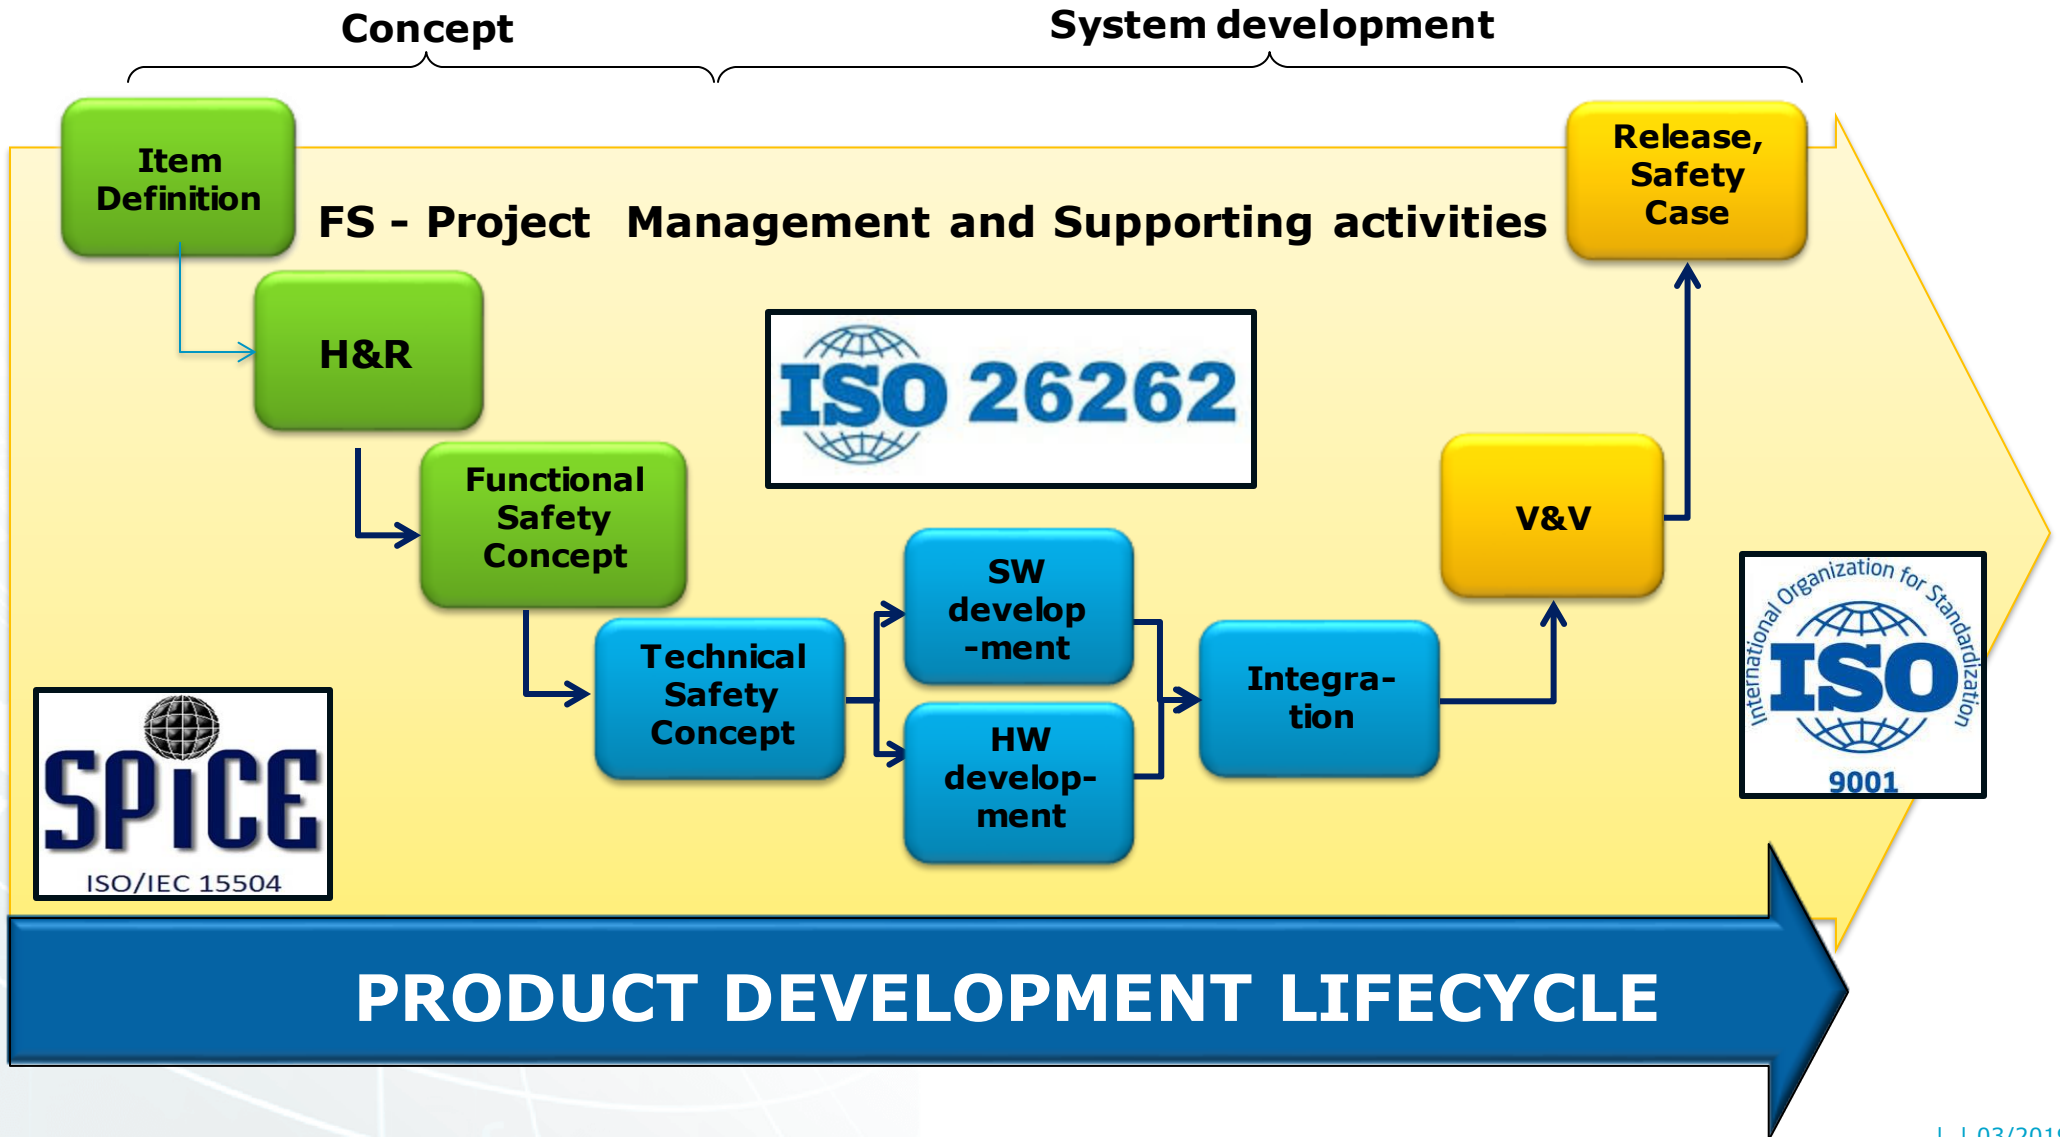 Concept
System development
Item
Definition
Release,
Safety
Case
FS - Project Management and Supporting activities
H&R
ISO 26262
Functional
Safety
Concept
V&V
SW
develop
-ment
Technical
Safety
Concept
HW
develop-
ment
Integra-
tion
International Organization for Standardization
ISO
9001
SPiCE
ISO/IEC 15504
PRODUCT DEVELOPMENT LIFECYCLE
| | 03/2019